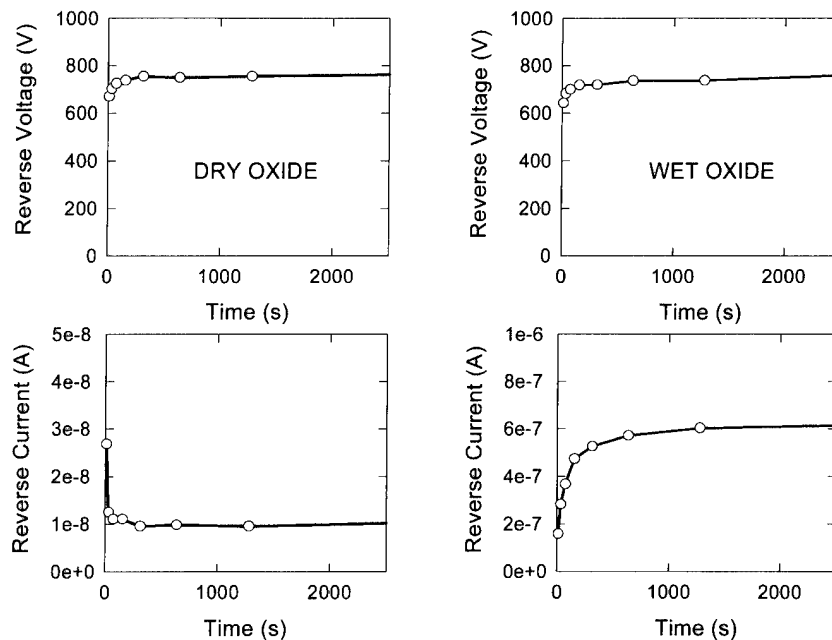 Reverse Voltage (V)
1000
800
600
400
200
0
DRY OXIDE
0 1000 2000
Time (s)
Reverse Voltage (V)
1000
800
600
400
200
0
WET OXIDE
0 1000 2000
Time (s)
Reverse Current (A)
5e-8
4e-8
3e-8
2e-8
1e-8
0e+0
0 1000 2000
Time (s)
Reverse Current (A)
1e-6
8e-7
6e-7
4e-7
2e-7
0e+0
0 1000 2000
Time (s)